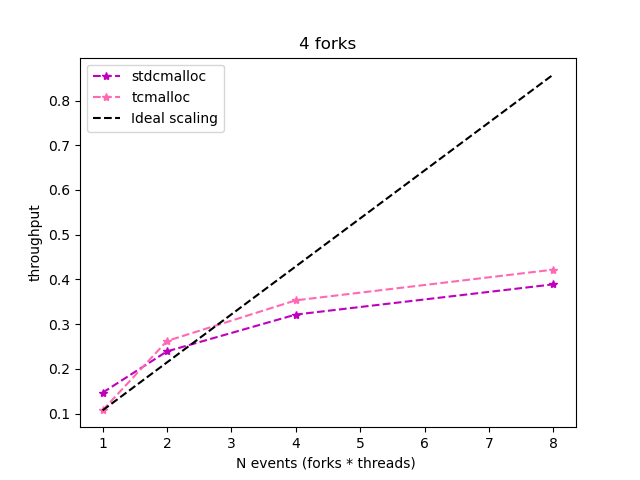 4 forks
stdcmalloc
tcmalloc
Ideal scaling
throughput
0.8
0.7
0.6
0.5
0.4
0.3
0.2
0.1
1 2 3 4 5 6 7 8
N events (forks * threads)